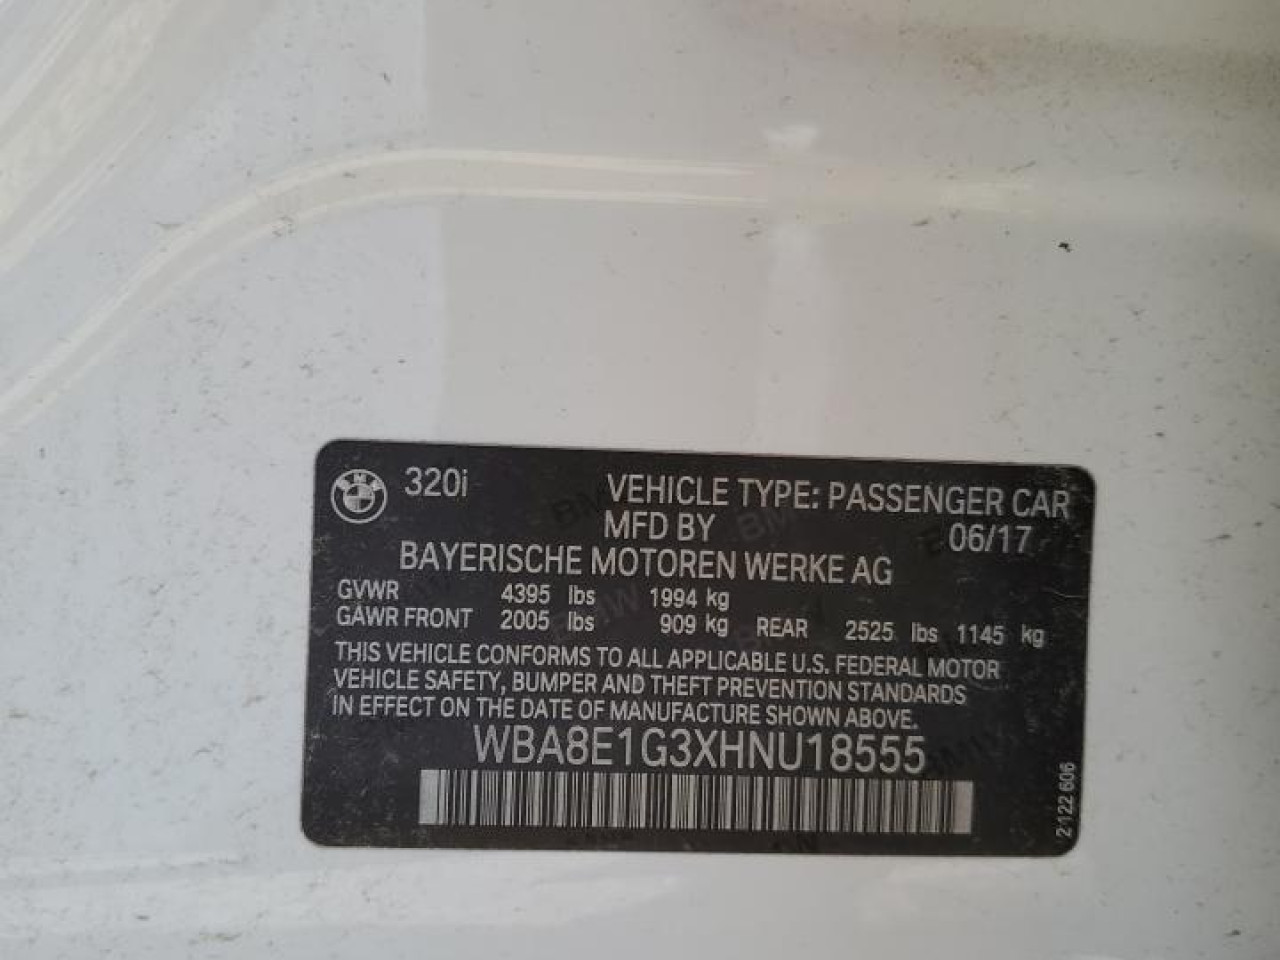 BMW 320i VEHICLE TYPE: PASSENGER CAR
MFD BY 06/17
BAYERISCHE MOTOREN WERKE AG
GVWR 4395 lbs 1994 kg
GAWR FRONT 2005 lbs 909 kg REAR 2525 lbs 1145 kg
THIS VEHICLE CONFORMS TO ALL APPLICABLE U.S. FEDERAL MOTOR
VEHICLE SAFETY, BUMPER AND THEFT PREVENTION STANDARDS
IN EFFECT ON THE DATE OF MANUFACTURE SHOWN ABOVE.
WBA8E1G3XHNU18555
2122 606